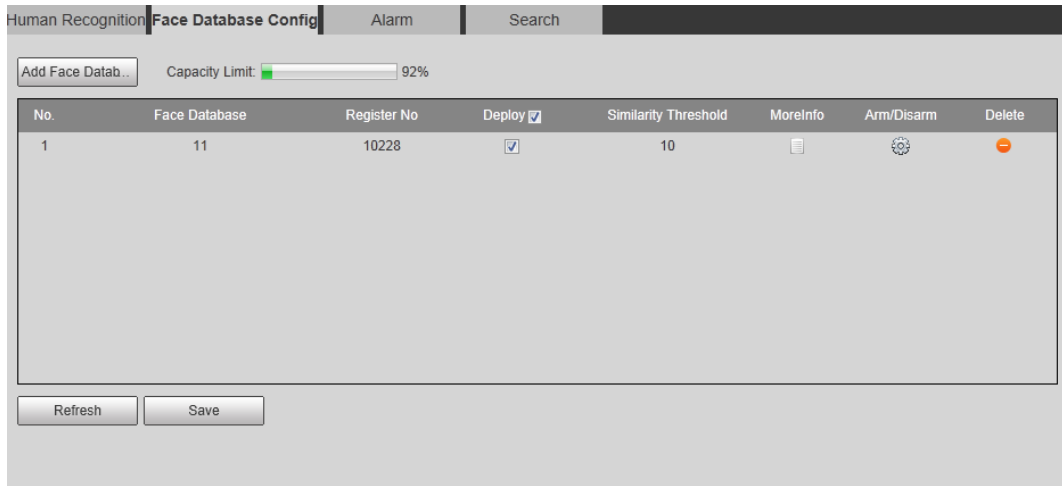 Human Recognition Face Database Config Alarm Search
Add Face Datab... Capacity Limit: 92%
No. Face Database Register No Deploy Similarity Threshold MoreInfo Arm/Disarm Delete
1 11 10228 10
Refresh Save